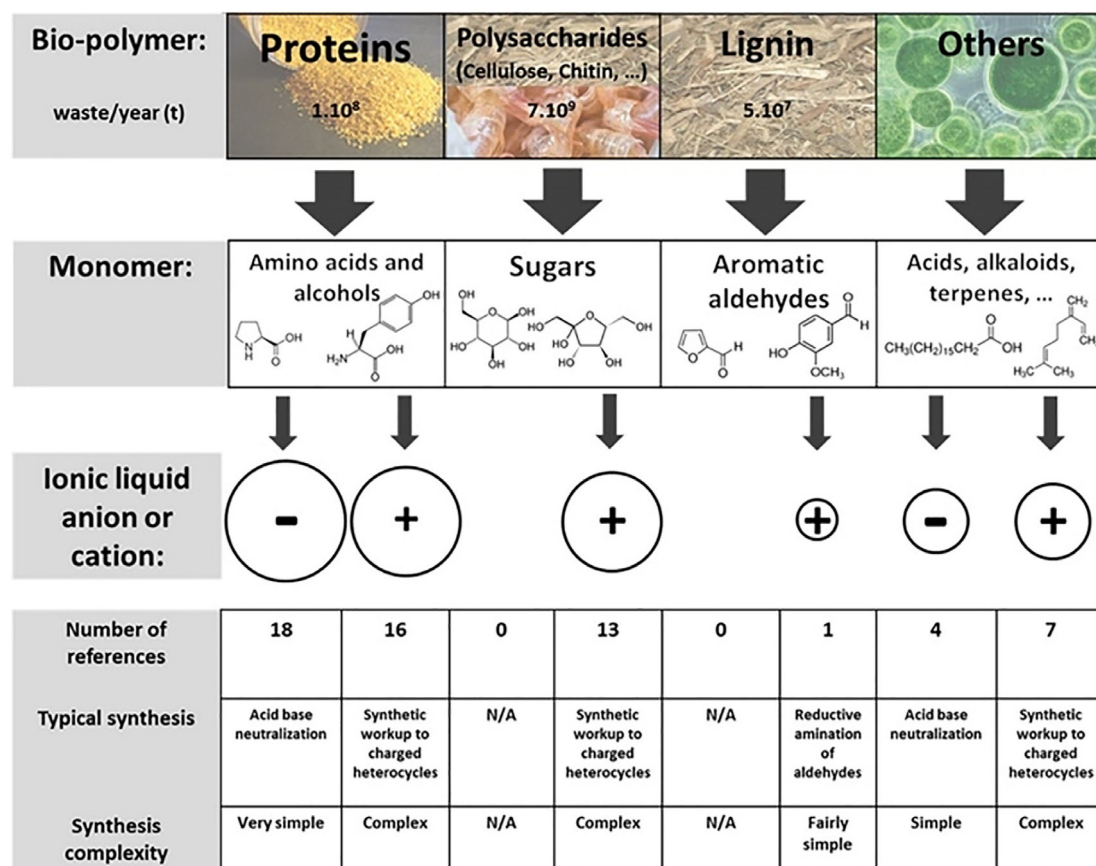 Bio-polymer:
waste/year (t)
Proteins
1.10⁸
Polysaccharides
(Cellulose, Chitin, ...)
7.10⁹
Lignin
5.10⁷
Others
Monomer:
Amino acids and
alcohols
NH
O
OH
H
H₂N
O
OH
OH
Sugars
OH
O
OH
HO
OH
OH
HO
O
OH
HO
HO
OH
Aromatic
aldehydes
O
H
O
O
H
HO
OCH₃
Acids, alkaloids,
terpenes, ...
CH₃(CH₂)₁₅CH₂
O
OH
CH₂
CH₂
H₃C
CH₃
Ionic liquid
anion or
cation:
-
+
+
+
-
+
Number of
references
18
16
0
13
0
1
4
7
Typical synthesis
Acid base
neutralization
Synthetic
workup to
charged
heterocycles
N/A
Synthetic
workup to
charged
heterocycles
N/A
Reductive
amination
of
aldehydes
Acid base
neutralization
Synthetic
workup to
charged
heterocycles
Synthesis
complexity
Very simple
Complex
N/A
Complex
N/A
Fairly
simple
Simple
Complex